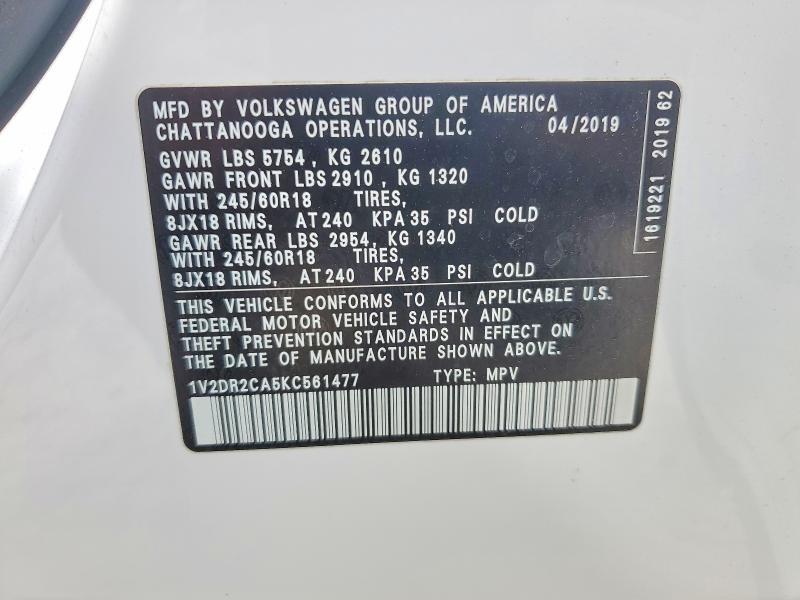 MFD BY VOLKSWAGEN GROUP OF AMERICA
CHATTANOOGA OPERATIONS, LLC. 04/2019
GVWR LBS 5754 , KG 2610
GAWR FRONT LBS 2910 , KG 1320
WITH 245/60R18 TIRES,
8JX18 RIMS, AT 240 KPA 35 PSI COLD
GAWR REAR LBS 2954, KG 1340
WITH 245/60R18 TIRES,
8JX18 RIMS, AT 240 KPA 35 PSI COLD
THIS VEHICLE CONFORMS TO ALL APPLICABLE U.S.
FEDERAL MOTOR VEHICLE SAFETY AND
THEFT PREVENTION STANDARDS IN EFFECT ON
THE DATE OF MANUFACTURE SHOWN ABOVE.
1V2DR2CA5KC561477 TYPE: MPV
1619221 2019 62